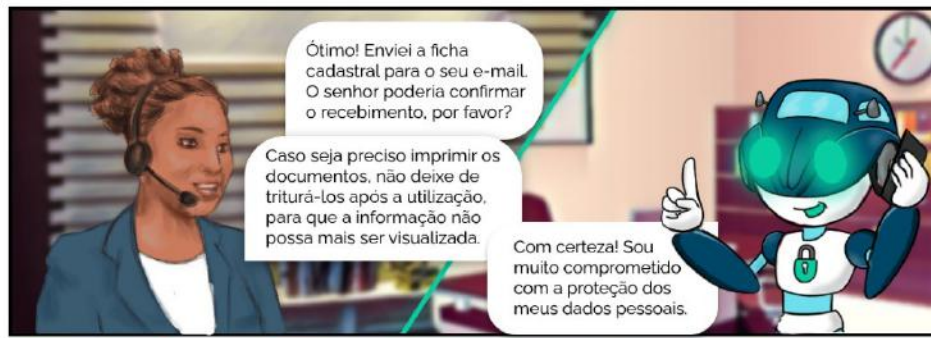 Ótimo! Enviei a ficha
cadastral para o seu e-mail.
O senhor poderia confirmar
o recebimento, por favor?
Caso seja preciso imprimir os
documentos, não deixe de
triturá-los após a utilização,
para que a informação não
possa mais ser visualizada.
Com certeza! Sou
muito comprometido
com a proteção dos
meus dados pessoais.